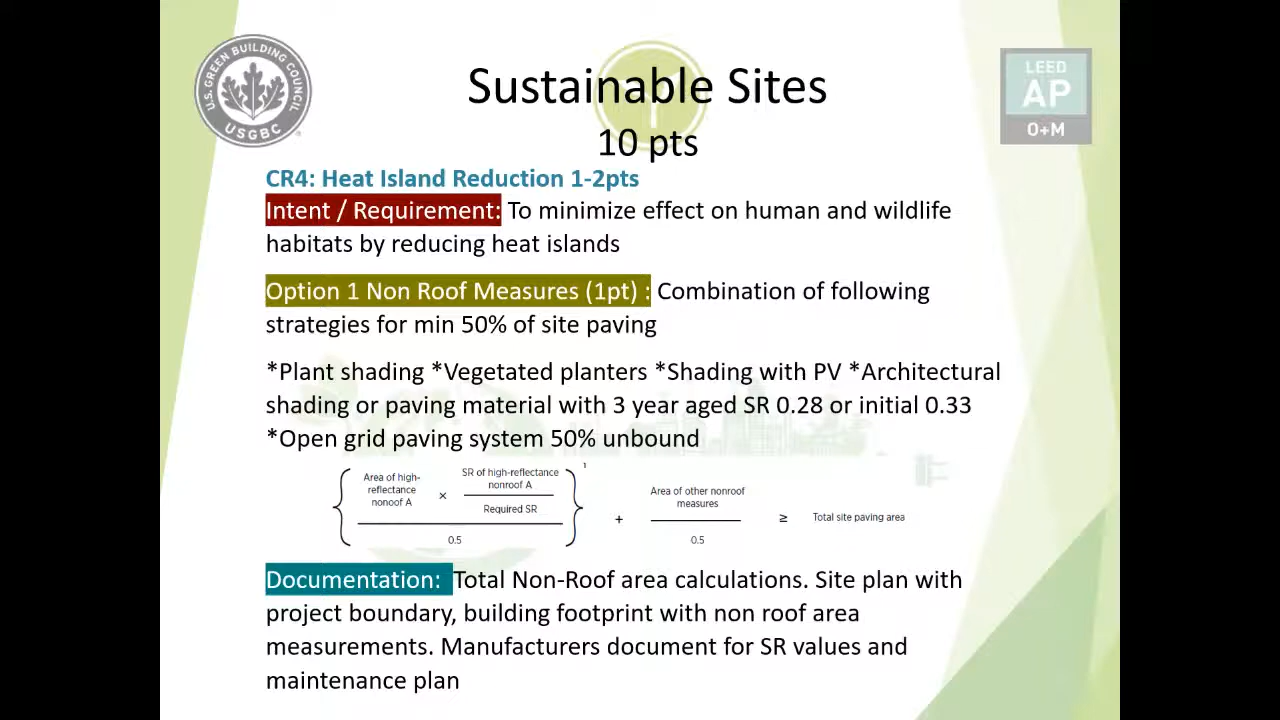 U.S. GREEN BUILDING COUNCIL
USGBC
LEED
AP
O+M
Sustainable Sites
10 pts
CR4: Heat Island Reduction 1-2pts
Intent / Requirement: To minimize effect on human and wildlife
habitats by reducing heat islands
Option 1 Non Roof Measures (1pt) : Combination of following
strategies for min 50% of site paving
*Plant shading *Vegetated planters *Shading with PV *Architectural
shading or paving material with 3 year aged SR 0.28 or initial 0.33
*Open grid paving system 50% unbound
Area of high-
reflectance
nonoof A
×
SR of high-reflectance
nonroof A
Required SR
0.5
1
+
Area of other nonroof
measures
0.5
≥
Total site paving area
Documentation: Total Non-Roof area calculations. Site plan with
project boundary, building footprint with non roof area
measurements. Manufacturers document for SR values and
maintenance plan